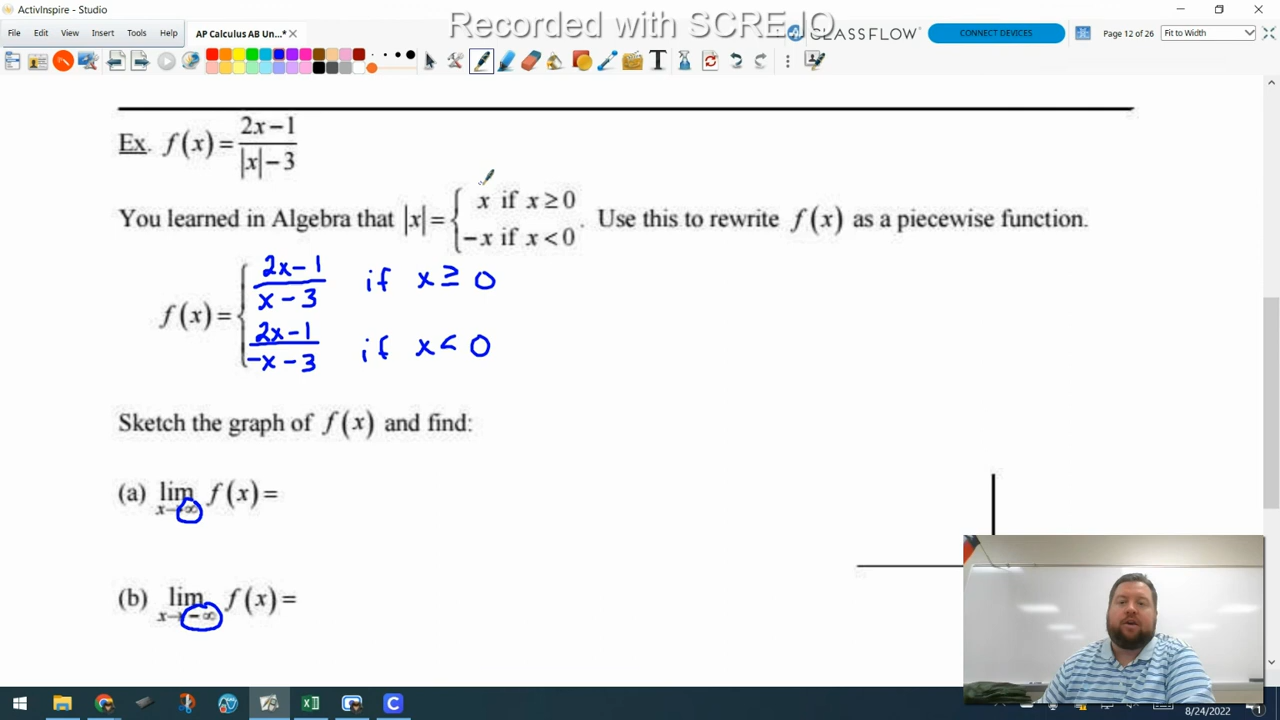 ActivInspire - Studio
Recorded with SCRE.IO
File Edit View Insert Tools Help
AP Calculus AB Un...*
CLASSFLOW
CONNECT DEVICES
Page 12 of 26
Fit to Width
Ex. f(x) = (2x-1)/(|x|-3)
You learned in Algebra that |x| = { x if x ≥ 0
-x if x < 0 . Use this to rewrite f(x) as a piecewise function.
f(x) = { (2x-1)/(x-3) if x ≥ 0
(2x-1)/(-x-3) if x < 0
Sketch the graph of f(x) and find:
(a) lim x→∞ f(x) =
(b) lim x→-∞ f(x) =
8/24/2022